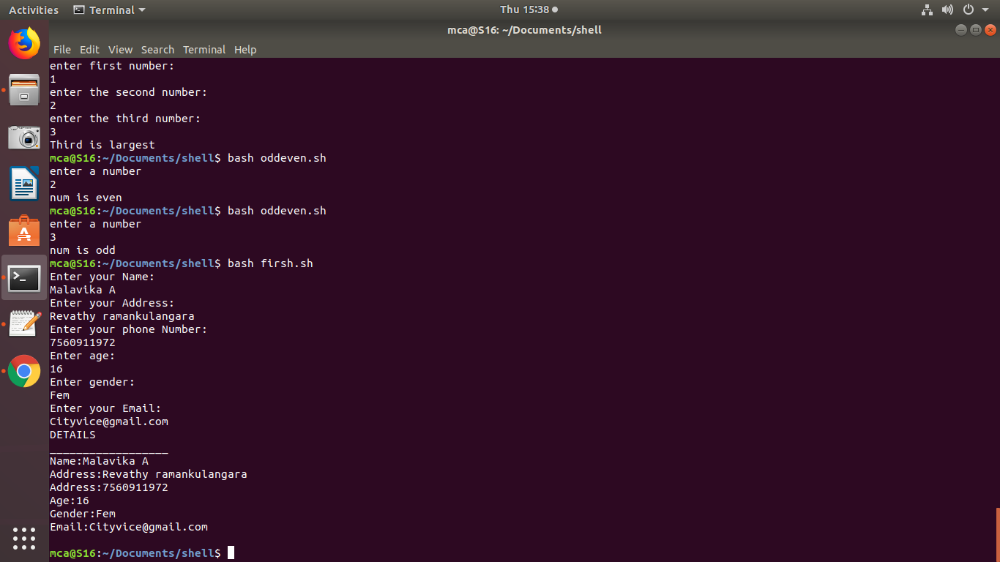 Activities Terminal Thu 15:38
mca@S16: ~/Documents/shell
File Edit View Search Terminal Help
enter first number:
1
enter the second number:
2
enter the third number:
3
Third is largest
mca@S16:~/Documents/shell$ bash oddeven.sh
enter a number
2
num is even
mca@S16:~/Documents/shell$ bash oddeven.sh
enter a number
3
num is odd
mca@S16:~/Documents/shell$ bash firsh.sh
Enter your Name:
Malavika A
Enter your Address:
Revathy ramankulangara
Enter your phone Number:
7560911972
Enter age:
16
Enter gender:
Fem
Enter your Email:
Cityvice@gmail.com
DETAILS
__________________
Name:Malavika A
Address:Revathy ramankulangara
Address:7560911972
Age:16
Gender:Fem
Email:Cityvice@gmail.com
mca@S16:~/Documents/shell$